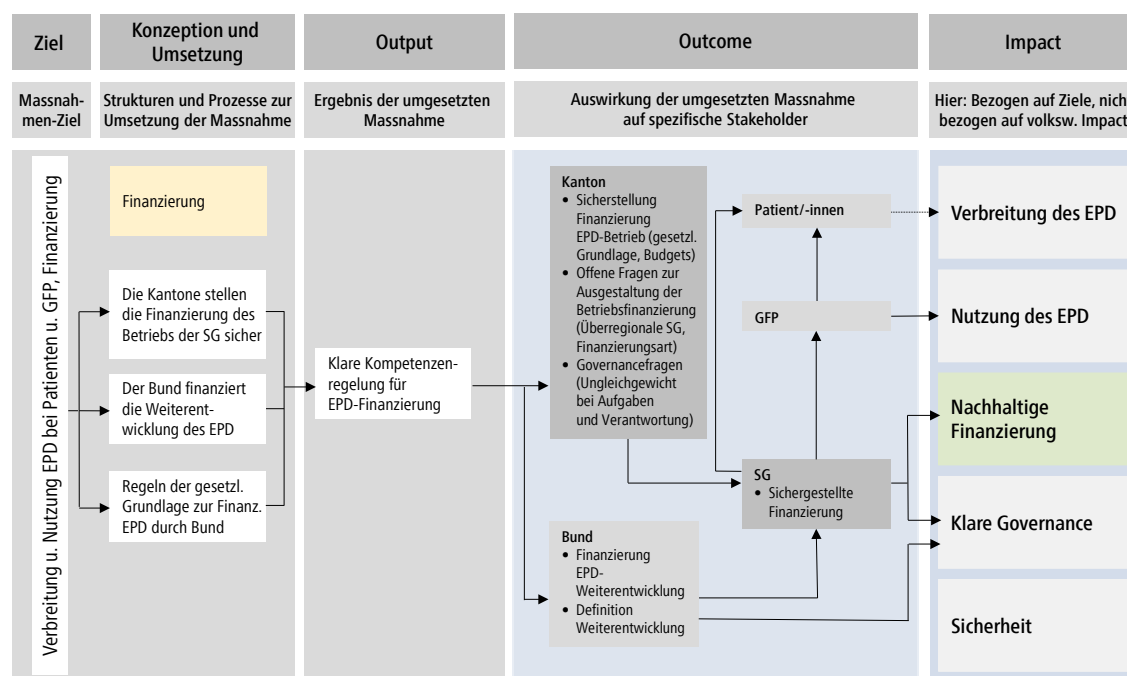 Ziel
Konzeption und
Umsetzung
Output
Outcome
Impact
Massnah-
men-Ziel
Strukturen und Prozesse zur
Umsetzung der Massnahme
Ergebnis der umgesetzten
Massnahme
Auswirkung der umgesetzten Massnahme
auf spezifische Stakeholder
Hier: Bezogen auf Ziele, nich
bezogen auf volksw. Impact
Verbreitung u. Nutzung EPD bei Patienten u. GFP, Finanzierung
Finanzierung
Die Kantone stellen
die Finanzierung des
Betriebs der SG sicher
Der Bund finanziert
die Weiterent-
wicklung des EPD
Regeln der gesetzl.
Grundlage zur Finanz.
EPD durch Bund
Klare Kompetenzen-
regelung für
EPD-Finanzierung
Kanton
• Sicherstellung
Finanzierung
EPD-Betrieb (gesetzl.
Grundlage, Budgets)
• Offene Fragen zur
Ausgestaltung der
Betriebsfinanzierung
(Überregionale SG,
Finanzierungsart)
• Governancefragen
(Ungleichgewicht
bei Aufgaben
und Verantwortung)
Bund
• Finanzierung
EPD-
Weiterentwicklung
• Definition
Weiterentwicklung
Patient/-innen
GFP
SG
• Sichergestellte
Finanzierung
Verbreitung des EPD
Nutzung des EPD
Nachhaltige
Finanzierung
Klare Governance
Sicherheit